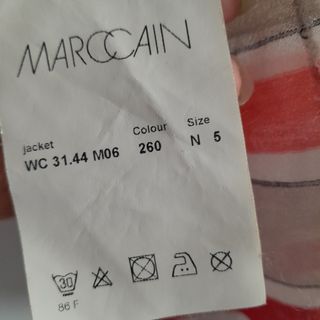 MARCCAIN
jacket Colour Size
WC 31.44 M06 260 N 5
30
86 F